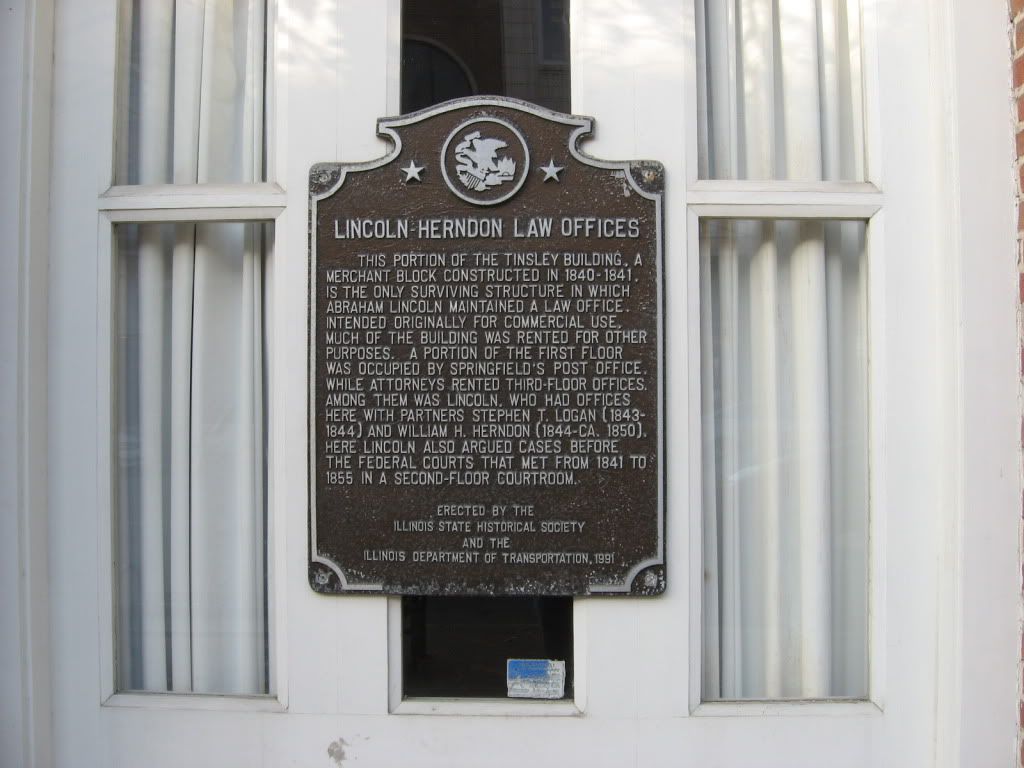 LINCOLN-HERNDON LAW OFFICES
THIS PORTION OF THE TINSLEY BUILDING, A
MERCHANT BLOCK CONSTRUCTED IN 1840-1841,
IS THE ONLY SURVIVING STRUCTURE IN WHICH
ABRAHAM LINCOLN MAINTAINED A LAW OFFICE.
INTENDED ORIGINALLY FOR COMMERCIAL USE,
MUCH OF THE BUILDING WAS RENTED FOR OTHER
PURPOSES. A PORTION OF THE FIRST FLOOR
WAS OCCUPIED BY SPRINGFIELD'S POST OFFICE,
WHILE ATTORNEYS RENTED THIRD-FLOOR OFFICES.
AMONG THEM WAS LINCOLN, WHO HAD OFFICES
HERE WITH PARTNERS STEPHEN T. LOGAN (1843-
1844) AND WILLIAM H. HERNDON (1844-CA. 1850).
HERE LINCOLN ALSO ARGUED CASES BEFORE
THE FEDERAL COURTS THAT MET FROM 1841 TO
1855 IN A SECOND-FLOOR COURTROOM.
ERECTED BY THE
ILLINOIS STATE HISTORICAL SOCIETY
AND THE
ILLINOIS DEPARTMENT OF TRANSPORTATION, 1991